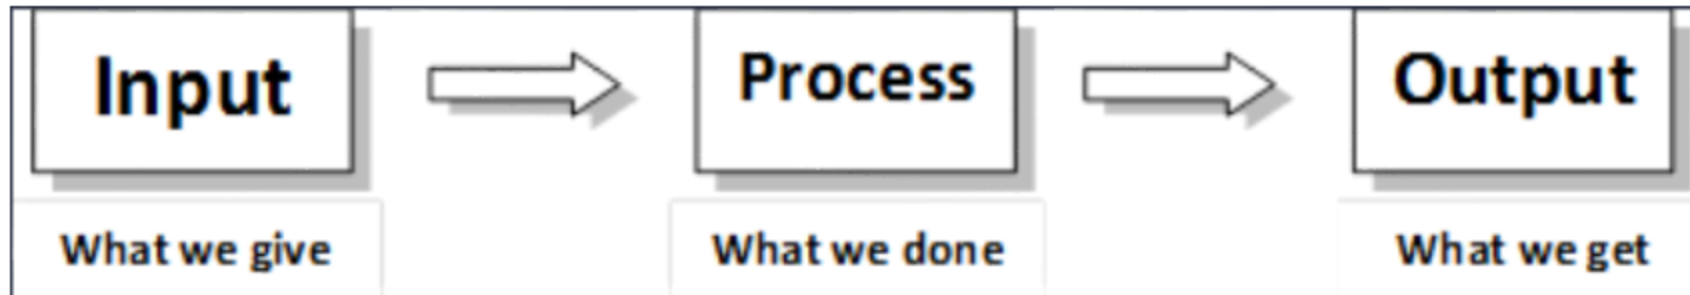 Input
Process
Output
What we give
What we done
What we get